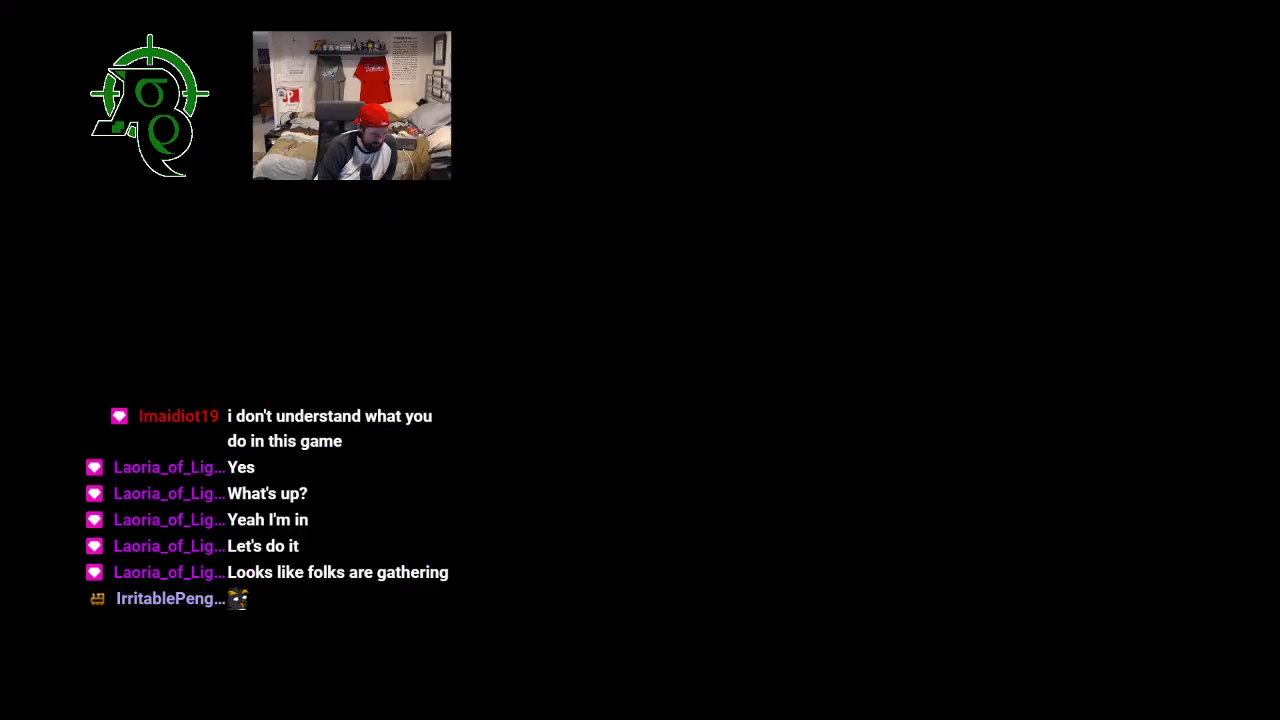 Imaidiot19 i don't understand what you
do in this game
Laoria_of_Lig... Yes
Laoria_of_Lig... What's up?
Laoria_of_Lig... Yeah I'm in
Laoria_of_Lig... Let's do it
Laoria_of_Lig... Looks like folks are gathering
IrritablePeng...